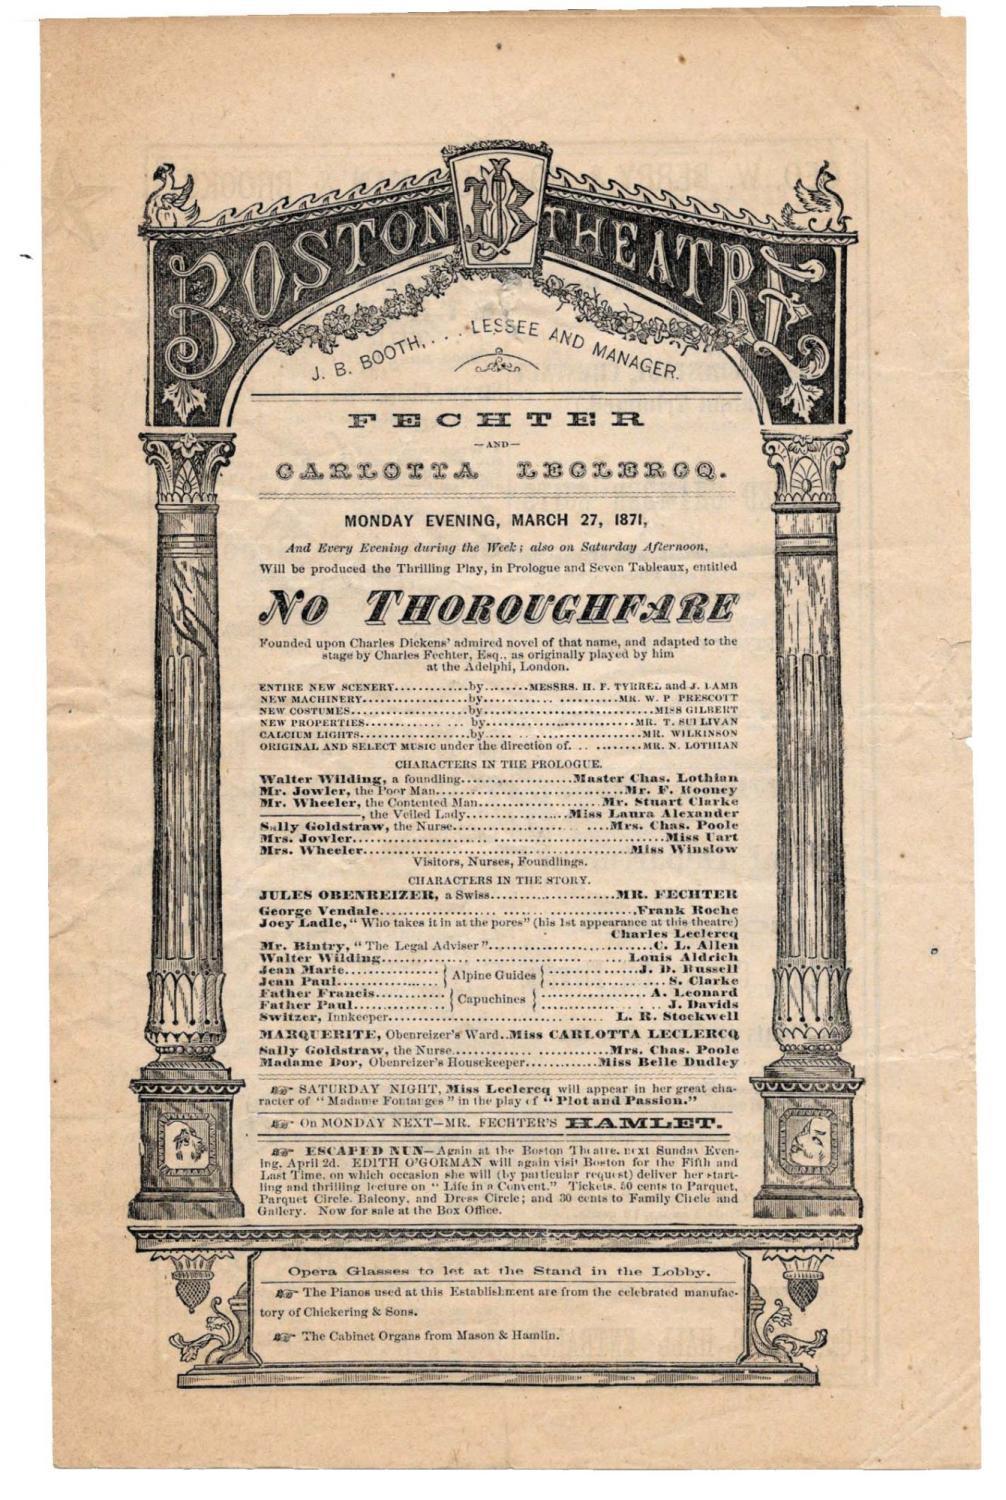 BOSTON THEATRE
J. B. BOOTH, . . . LESSEE AND MANAGER.
FECHTER
—AND—
CARLOTTA LECLERCQ.
MONDAY EVENING, MARCH 27, 1871,
And Every Evening during the Week; also on Saturday Afternoon,
Will be produced the Thrilling Play, in Prologue and Seven Tableaux, entitled
NO THOROUGHFARE
Founded upon Charles Dickens' admired novel of that name, and adapted to the
stage by Charles Fechter, Esq., as originally played by him
at the Adelphi, London.
ENTIRE NEW SCENERY............by........MESSRS. H. F. TYRREL and J. LAMB
NEW MACHINERY..................by......................MR. W. P. PRESCOTT
NEW COSTUMES...................by..........................MISS GILBERT
NEW PROPERTIES.................by......................MR. T. SULLIVAN
CALCIUM LIGHTS.................by........................MR. WILKINSON
ORIGINAL AND SELECT MUSIC under the direction of............MR. N. LOTHIAN
CHARACTERS IN THE PROLOGUE.
Walter Wilding, a foundling....................Master Chas. Lothian
Mr. Jowler, the Poor Man..........................Mr. F. Rooney
Mr. Wheeler, the Contented Man.....................Mr. Stuart Clarke
————, the Veiled Lady..................Miss Laura Alexander
Sally Goldstraw, the Nurse......................Mrs. Chas. Poole
Mrs. Jowler.............................................Miss Cart
Mrs. Wheeler........................................Miss Winslow
Visitors, Nurses, Foundlings.
CHARACTERS IN THE STORY.
JULES OBENREIZER, a Swiss...................MR. FECHTER
George Vendale...................................Frank Roche
Joey Ladle, "Who takes it in at the pores" (his 1st appearance at this theatre)
Charles Leclercq
Mr. Bintry, "The Legal Adviser"........................C. L. Allen
Walter Wilding..................................Louis Aldrich
Jean Marie............... { Alpine Guides } ...............J. D. Russell
Jean Paul................ ...................S. Clarke
Father Francis........... { Capuchines } ................A. Leonard
Father Paul.............. ..................J. Davids
Switzer, Innkeeper.............................L. R. Stockwell
MARQUERITE, Obenreizer's Ward..Miss CARLOTTA LECLERCQ
Sally Goldstraw, the Nurse......................Mrs. Chas. Poole
Madame Dor, Obenreizer's Housekeeper............Miss Belle Dudley
☞ SATURDAY NIGHT, Miss Leclercq will appear in her great cha-
racter of "Madame Fontanges" in the play of "Plot and Passion."
☞ On MONDAY NEXT—MR. FECHTER'S HAMLET.
☞ ESCAPED NUN—Again at the Boston Theatre, next Sunday Even-
ing, April 2d. EDITH O'GORMAN will again visit Boston for the Fifth and
Last Time, on which occasion she will (by particular request) deliver her start-
ling and thrilling lecture on "Life in a Convent." Tickets, 50 cents to Parquet,
Parquet Circle, Balcony, and Dress Circle; and 30 cents to Family Circle and
Gallery. Now for sale at the Box Office.
Opera Glasses to let at the Stand in the Lobby.
☞ The Pianos used at this Establishment are from the celebrated manufac-
tory of Chickering & Sons.
☞ The Cabinet Organs from Mason & Hamlin.